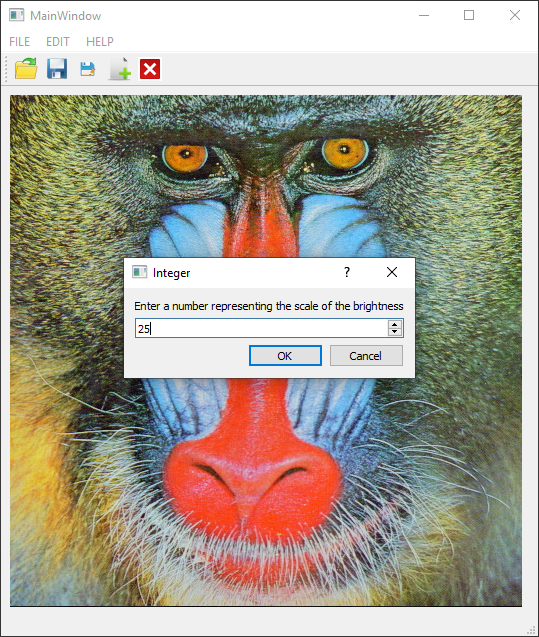 MainWindow
FILE EDIT HELP
Integer
?
Enter a number representing the scale of the brightness
25
OK Cancel